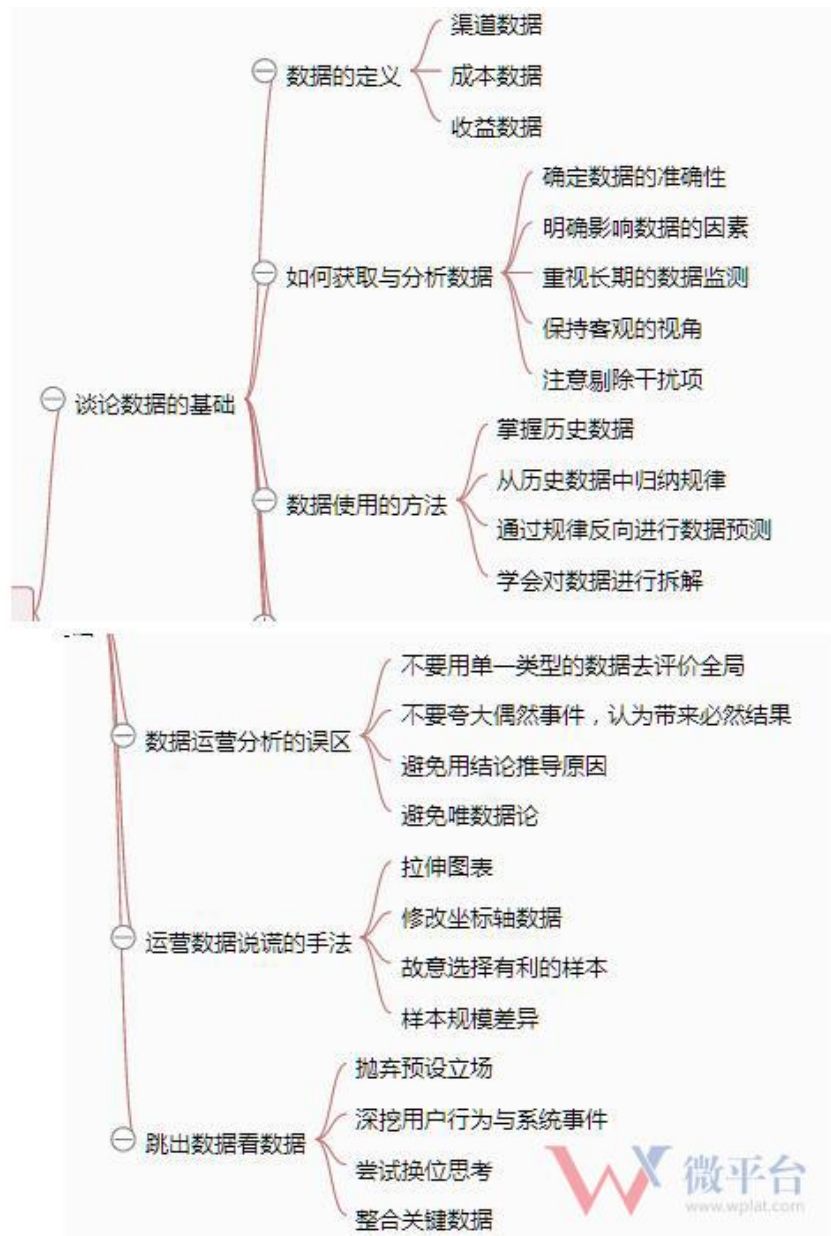 渠道数据
数据的定义
成本数据
收益数据
确定数据的准确性
明确影响数据的因素
如何获取与分析数据
重视长期的数据监测
保持客观的视角
注意剔除干扰项
谈论数据的基础
掌握历史数据
从历史数据中归纳规律
数据使用的方法
通过规律反向进行数据预测
学会对数据进行拆解
不要用单一类型的数据去评价全局
不要夸大偶然事件，认为带来必然结果
数据运营分析的误区
避免用结论推导原因
避免唯数据论
拉伸图表
修改坐标轴数据
运营数据说谎的手法
故意选择有利的样本
样本规模差异
抛弃预设立场
深挖用户行为与系统事件
跳出数据看数据
尝试换位思考
整合关键数据
微平台
www.wplat.com